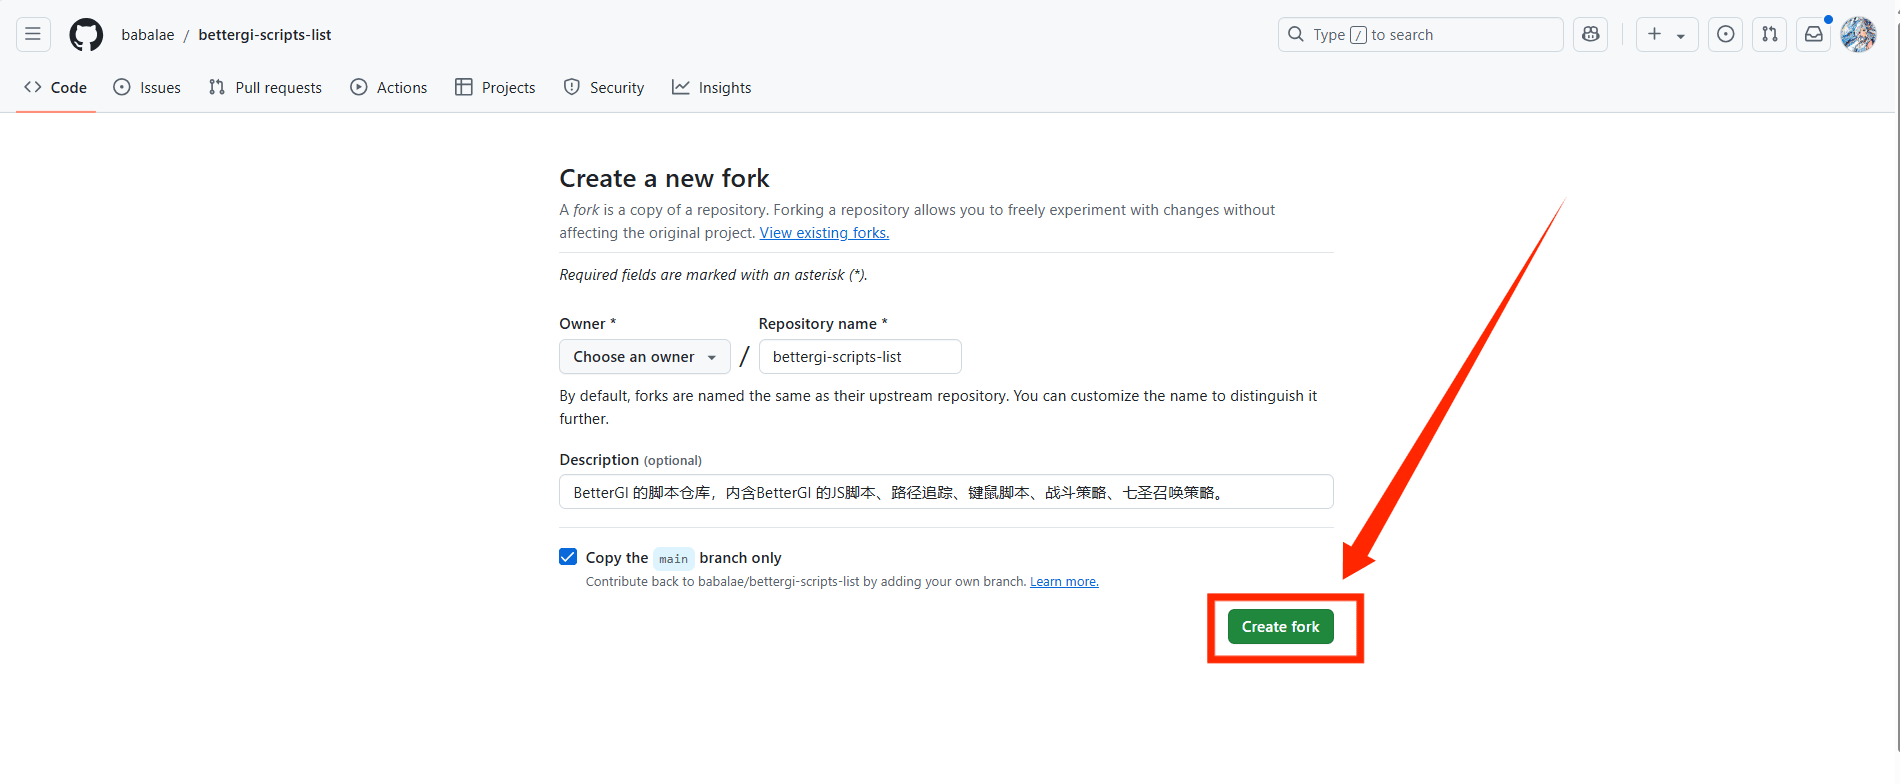 babalae / bettergi-scripts-list
Type / to search
Code Issues Pull requests Actions Projects Security Insights
Create a new fork
A fork is a copy of a repository. Forking a repository allows you to freely experiment with changes without
affecting the original project. View existing forks.
Required fields are marked with an asterisk (*).
Owner * Repository name *
Choose an owner / bettergi-scripts-list
By default, forks are named the same as their upstream repository. You can customize the name to distinguish it
further.
Description (optional)
BetterGI 的脚本仓库，内含BetterGI 的JS脚本、路径追踪、键鼠脚本、战斗策略、七圣召唤策略。
Copy the main branch only
Contribute back to babalae/bettergi-scripts-list by adding your own branch. Learn more.
Create fork